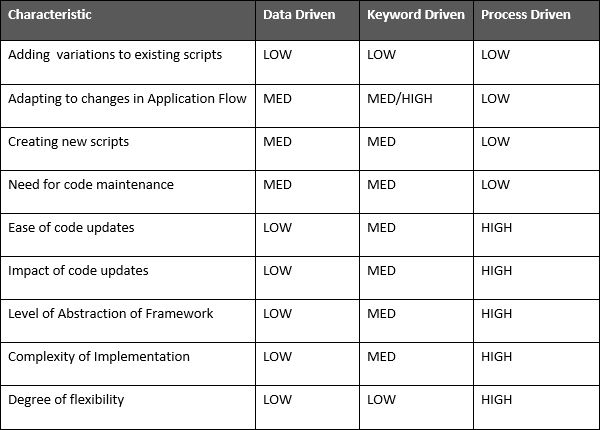 Characteristic Data Driven Keyword Driven Process Driven
Adding  variations to existing scripts LOW LOW LOW
Adapting to changes in Application Flow MED MED/HIGH LOW
Creating new scripts MED MED LOW
Need for code maintenance MED MED LOW
Ease of code updates LOW MED HIGH
Impact of code updates LOW MED HIGH
Level of Abstraction of Framework LOW MED HIGH
Complexity of Implementation LOW MED HIGH
Degree of flexibility LOW LOW HIGH